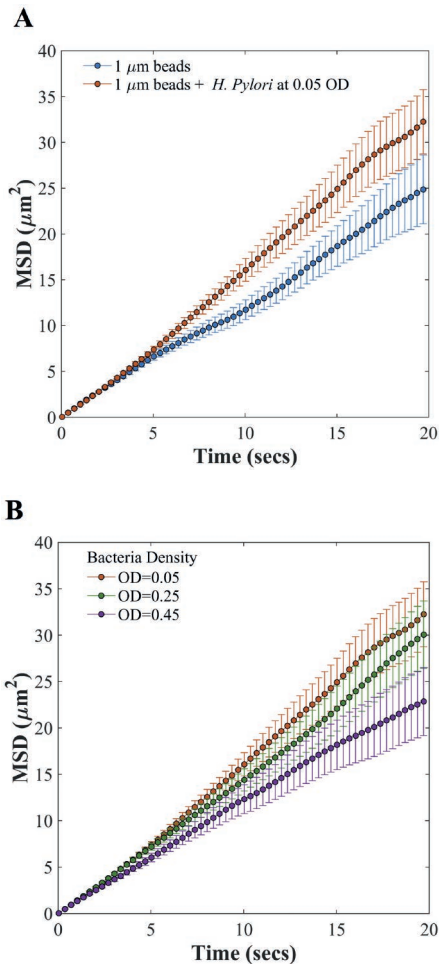 A
40
1 μm beads
1 μm beads + H. Pylori at 0.05 OD
35
30
25
20
15
10
5
0
MSD (μm²)
0 5 10 15 20
Time (secs)
B
40
Bacteria Density
OD=0.05
35
OD=0.25
OD=0.45
30
25
20
15
10
5
0
MSD (μm²)
0 5 10 15 20
Time (secs)